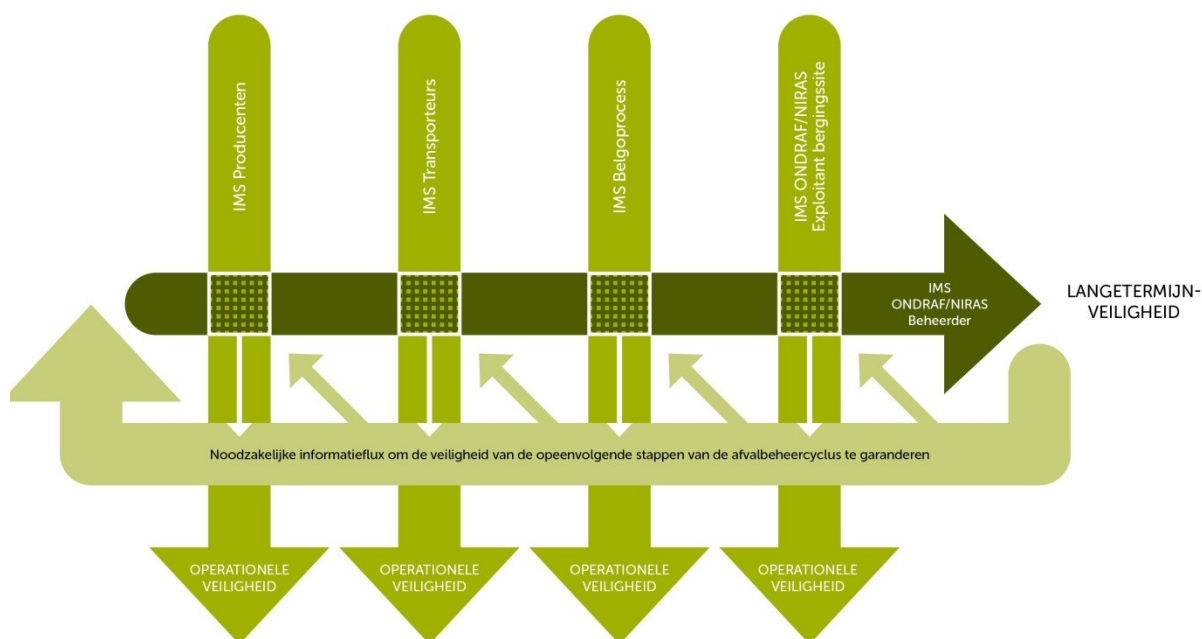 IMS Producenten
IMS Transporteurs
IMS Belgoprocess
IMS ONDRAF/NIRAS
Exploitant bergingssite
IMS
ONDRAF/NIRAS
Beheerder
LANGETERMIJN-
VEILIGHEID
Noodzakelijke informatieflux om de veiligheid van de opeenvolgende stappen van de afvalbeheercyclus te garanderen
OPERATIONELE
VEILIGHEID
OPERATIONELE
VEILIGHEID
OPERATIONELE
VEILIGHEID
OPERATIONELE
VEILIGHEID